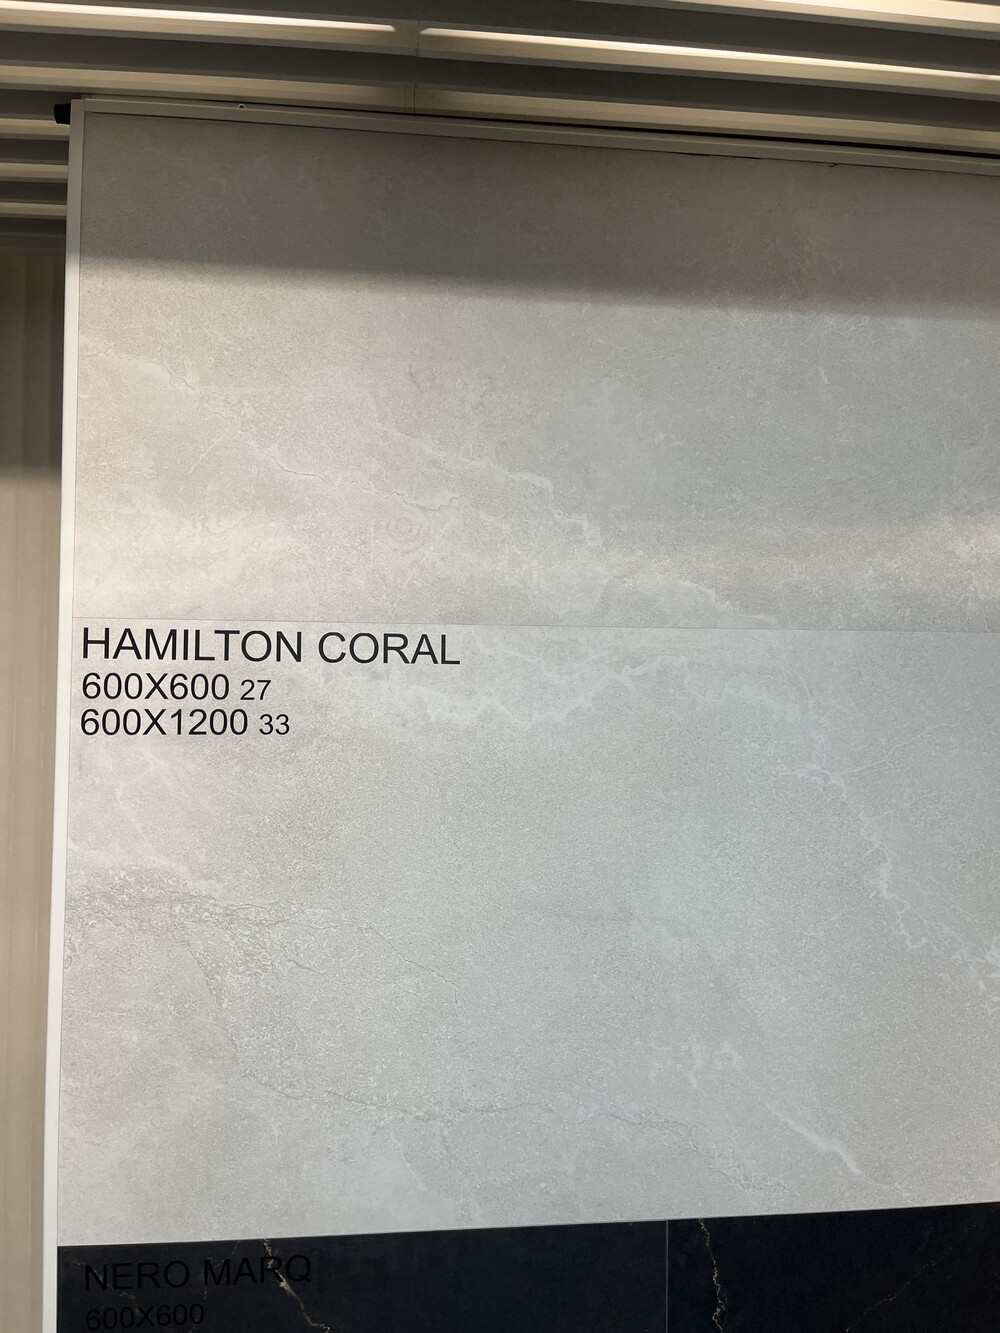 HAMILTON CORAL
600X600 27
600X1200 33
NERO MARQ
600X600